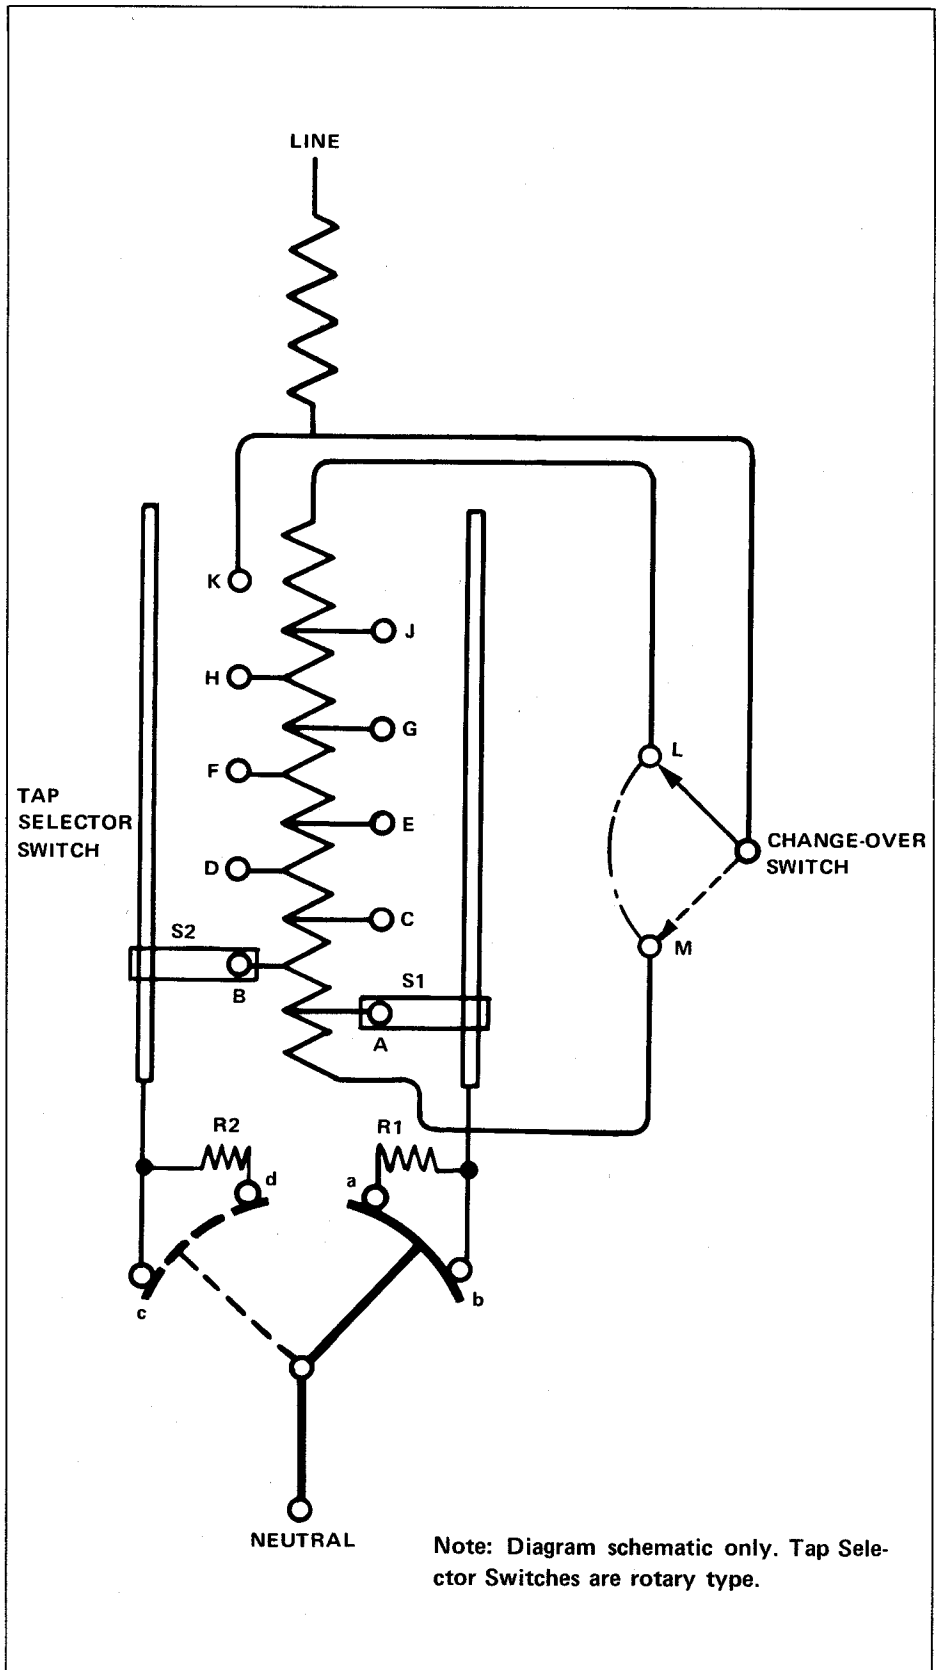 LINE
K
J
H
G
F
L
TAP
SELECTOR
SWITCH
E
CHANGE-OVER
SWITCH
D
C
S2
M
B
S1
A
R2
R1
d
a
c
b
NEUTRAL
Note: Diagram schematic only. Tap Sele-
ctor Switches are rotary type.